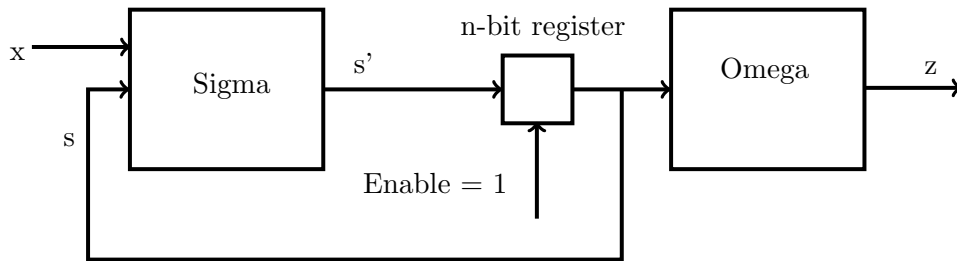 n-bit register
x
Sigma
s'
Omega
z
s
Enable = 1